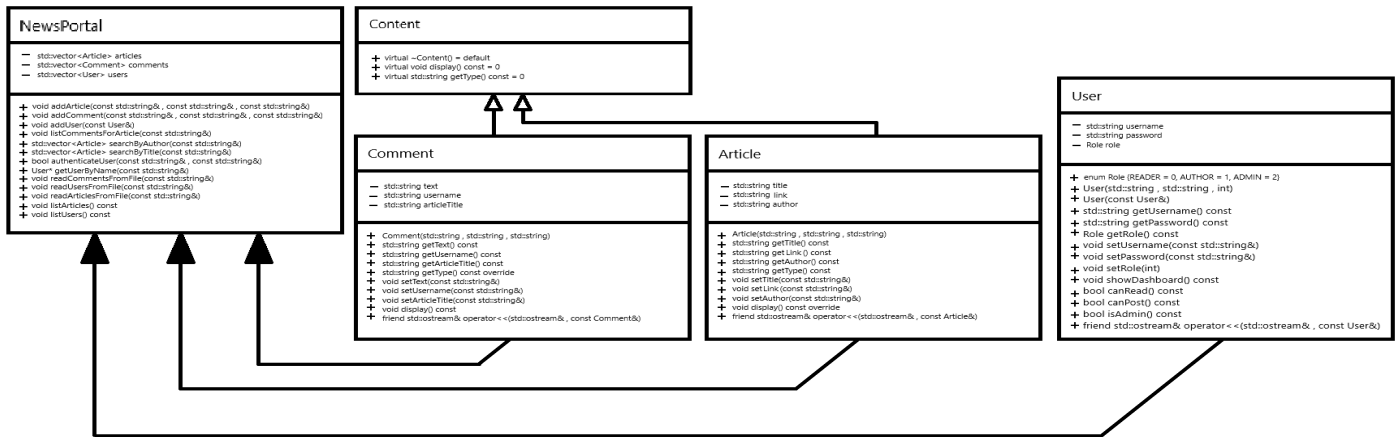 NewsPortal
− std::vector<Article> articles
− std::vector<Comment> comments
− std::vector<User> users
+ void addArticle(const std::string& , const std::string& , const std::string&)
+ void addComment(const std::string& , const std::string& , const std::string&)
+ void addUser(const User&)
+ void listCommentsForArticle(const std::string&)
+ std::vector<Article> searchByAuthor(const std::string&)
+ std::vector<Article> searchByTitle(const std::string&)
+ bool authenticateUser(const std::string& , const std::string&)
+ User* getUserByName(const std::string&)
+ void readCommentsFromFile(const std::string&)
+ void readUsersFromFile(const std::string&)
+ void readArticlesFromFile(const std::string&)
+ void listArticles() const
+ void listUsers() const
Content
+ virtual ~Content() = default
+ virtual void display() const = 0
+ virtual std::string getType() const = 0
Comment
− std::string text
− std::string username
− std::string articleTitle
+ Comment(std::string , std::string , std::string)
+ std::string getText() const
+ std::string getUsername() const
+ std::string getArticleTitle() const
+ std::string getType() const override
+ void setText(const std::string&)
+ void setUsername(const std::string&)
+ void setArticleTitle(const std::string&)
+ void display() const
+ friend std::ostream& operator<<(std::ostream& , const Comment&)
Article
− std::string title
− std::string link
− std::string author
+ Article(std::string , std::string , std::string)
+ std::string getTitle() const
+ std::string getLink() const
+ std::string getAuthor() const
+ std::string getType() const
+ void setTitle(const std::string&)
+ void setLink(const std::string&)
+ void setAuthor(const std::string&)
+ void display() const override
+ friend std::ostream& operator<<(std::ostream& , const Article&)
User
− std::string username
− std::string password
− Role role
+ enum Role {READER = 0, AUTHOR = 1, ADMIN = 2}
+ User(std::string , std::string , int)
+ User(const User&)
+ std::string getUsername() const
+ std::string getPassword() const
+ Role getRole() const
+ void setUsername(const std::string&)
+ void setPassword(const std::string&)
+ void setRole(int)
+ void showDashboard() const
+ bool canRead() const
+ bool canPost() const
+ bool isAdmin() const
+ friend std::ostream& operator<<(std::ostream& , const User&)